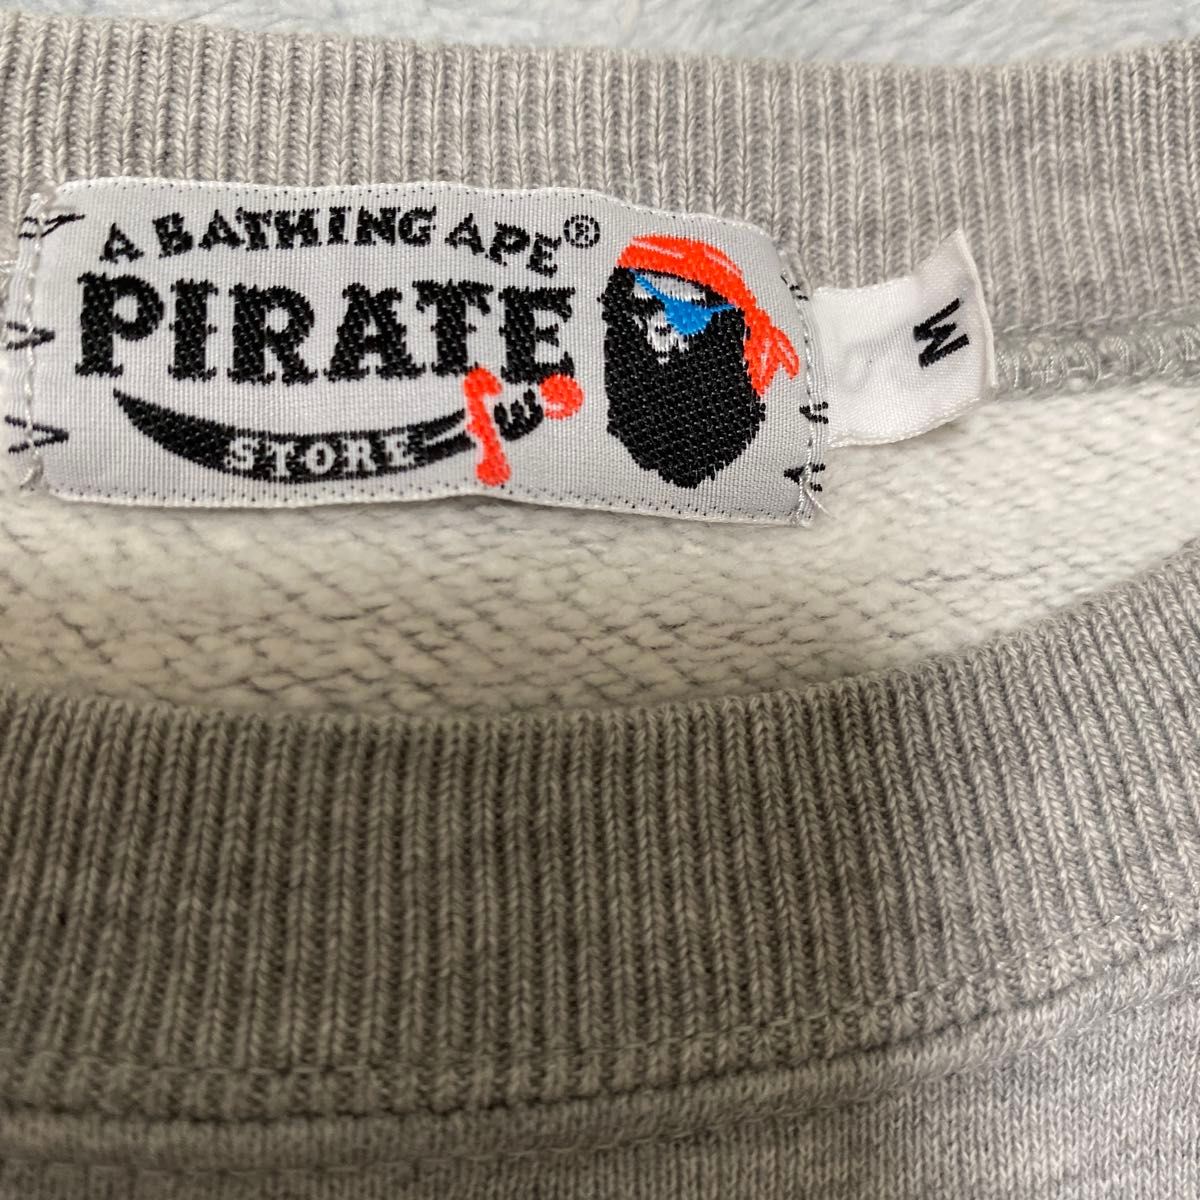 A BATHING APE®
PIRATE
STORE
M